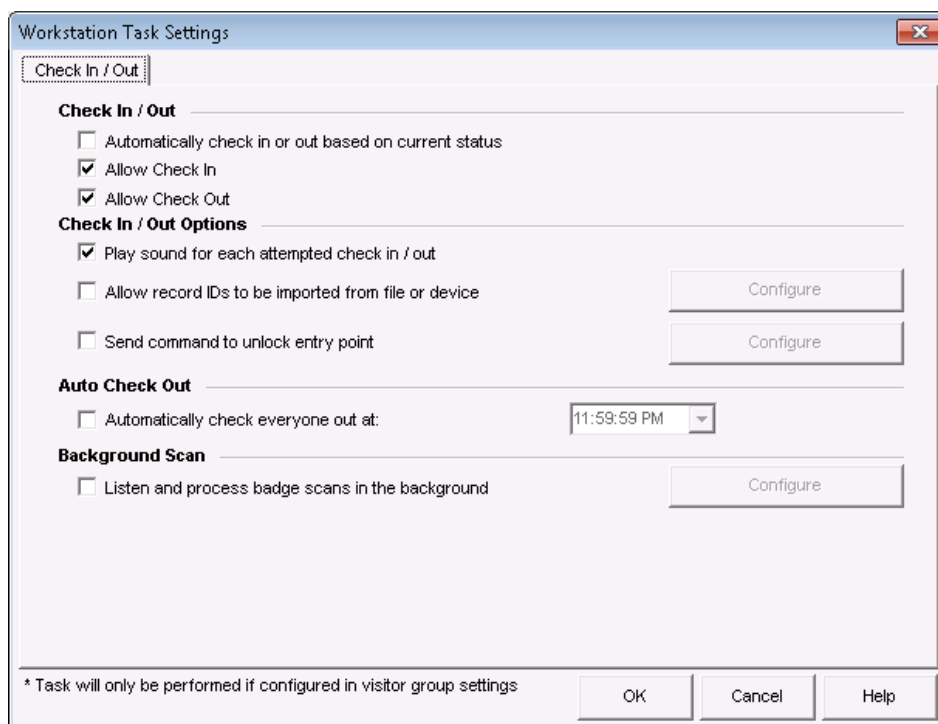 Workstation Task Settings
Check In / Out
Check In / Out
Automatically check in or out based on current status
Allow Check In
Allow Check Out
Check In / Out Options
Play sound for each attempted check in / out
Allow record IDs to be imported from file or device
Configure
Send command to unlock entry point
Configure
Auto Check Out
Automatically check everyone out at:
11:59:59 PM
Background Scan
Listen and process badge scans in the background
Configure
* Task will only be performed if configured in visitor group settings
OK
Cancel
Help